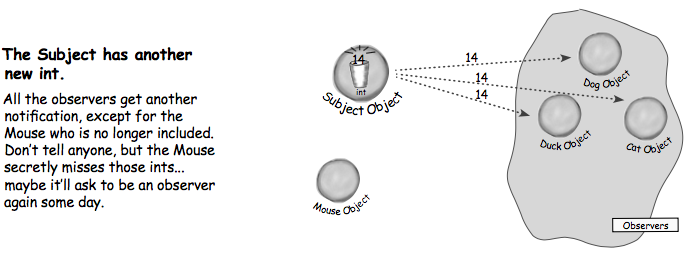 The Subject has another
new int.
All the observers get another
notification, except for the
Mouse who is no longer included.
Don't tell anyone, but the Mouse
secretly misses those ints...
maybe it'll ask to be an observer
again some day.
14
int
Subject Object
14
14
14
Dog Object
Duck Object
Cat Object
Mouse Object
Observers